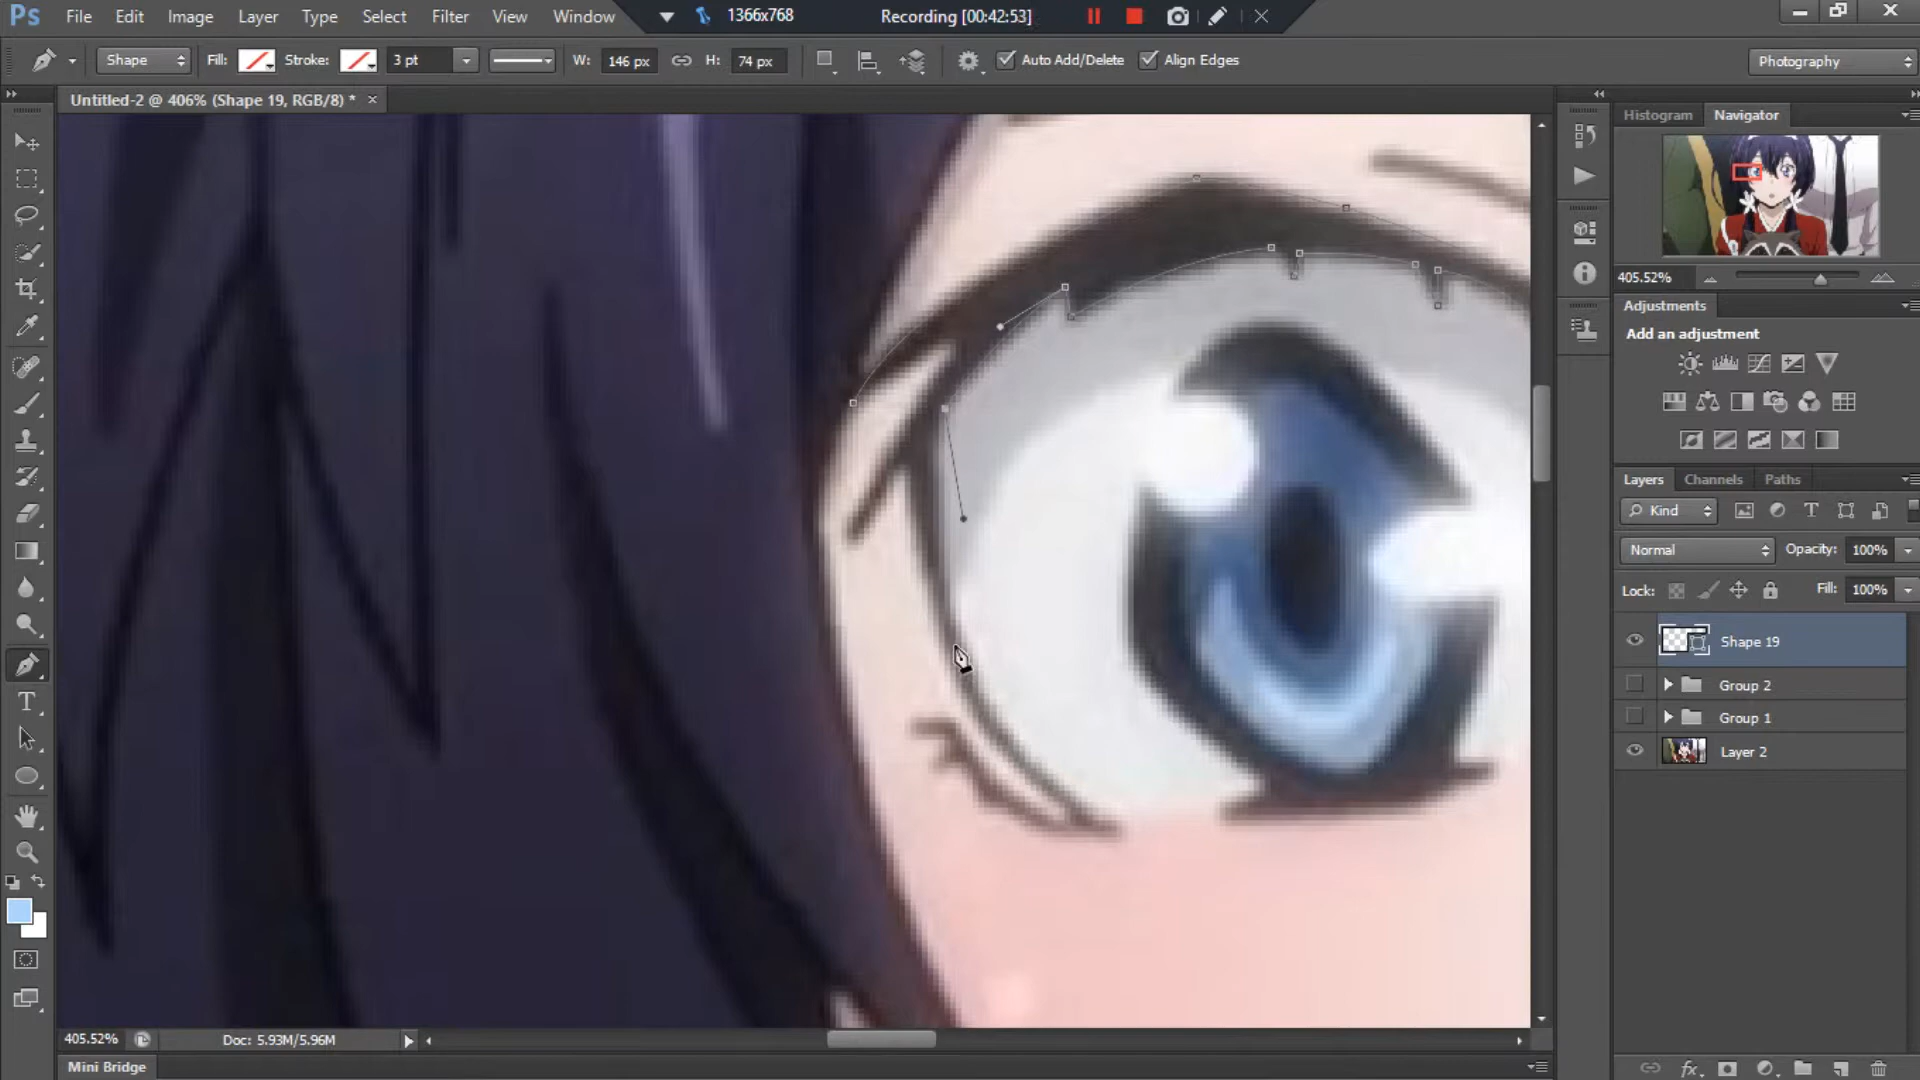 Ps File Edit Image Layer Type Select Filter View Window 1366x768 Recording [00:42:53]
Shape Fill: Stroke: 3 pt W: 146 px H: 74 px Auto Add/Delete Align Edges Photography
Untitled-2 @ 406% (Shape 19, RGB/8) *
Histogram Navigator
405.52%
Adjustments
Add an adjustment
Layers Channels Paths
Kind
Normal Opacity: 100%
Lock: Fill: 100%
Shape 19
Group 2
Group 1
Layer 2
405.52% Doc: 5.93M/5.96M
Mini Bridge